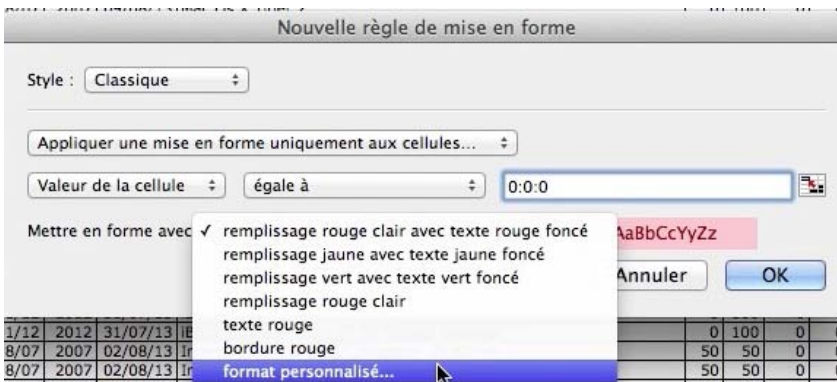 Nouvelle règle de mise en forme
Style : Classique
Appliquer une mise en forme uniquement aux cellules...
Valeur de la cellule égale à 0:0:0
Mettre en forme avec ✓ remplissage rouge clair avec texte rouge foncé AaBbCcYyZz
remplissage jaune avec texte jaune foncé
remplissage vert avec texte vert foncé
Annuler OK
remplissage rouge clair
texte rouge
1/12 2012 31/07/13 0 100 0
bordure rouge
8/07 2007 02/08/13 50 50 0
format personnalisé...
8/07 2007 02/08/13 50 50 0